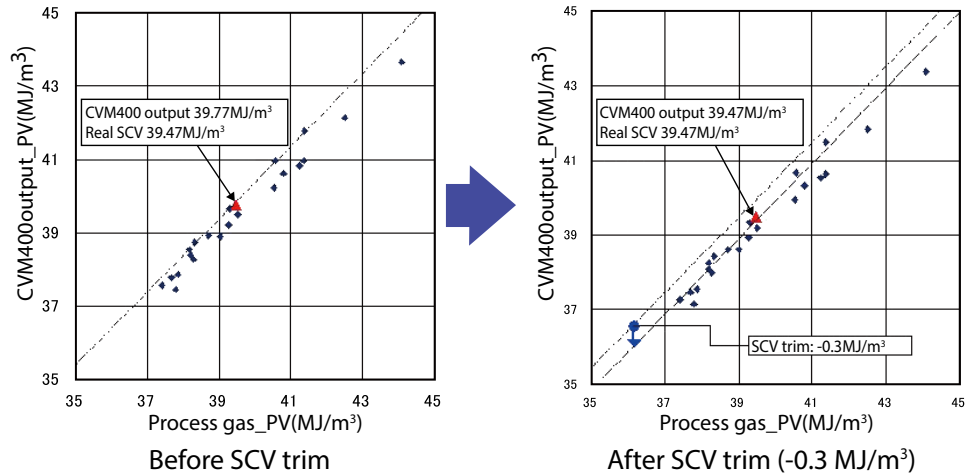 45
43
41
39
37
35
CVM400output_PV(MJ/m³)
CVM400 output 39.77MJ/m³
Real SCV 39.47MJ/m³
35
37
39
41
43
45
Process gas_PV(MJ/m³)
Before SCV trim
45
43
41
39
37
35
CVM400output_PV(MJ/m³)
CVM400 output 39.47MJ/m³
Real SCV 39.47MJ/m³
SCV trim: -0.3MJ/m³
35
37
39
41
43
45
Process gas_PV(MJ/m³)
After SCV trim (-0.3 MJ/m³)